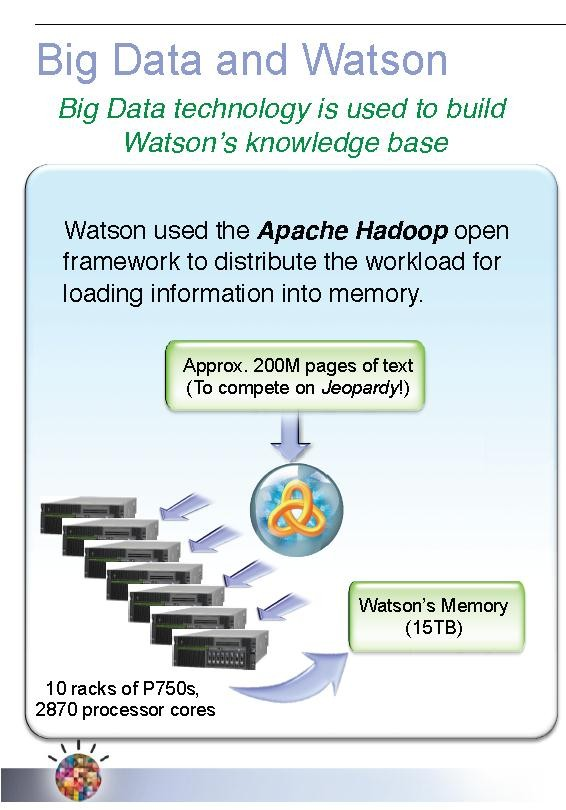 Big Data and Watson
Big Data technology is used to build
Watson's knowledge base
Watson used the Apache Hadoop open
framework to distribute the workload for
loading information into memory.
Approx. 200M pages of text
(To compete on Jeopardy!)
Watson's Memory
(15TB)
10 racks of P750s,
2870 processor cores